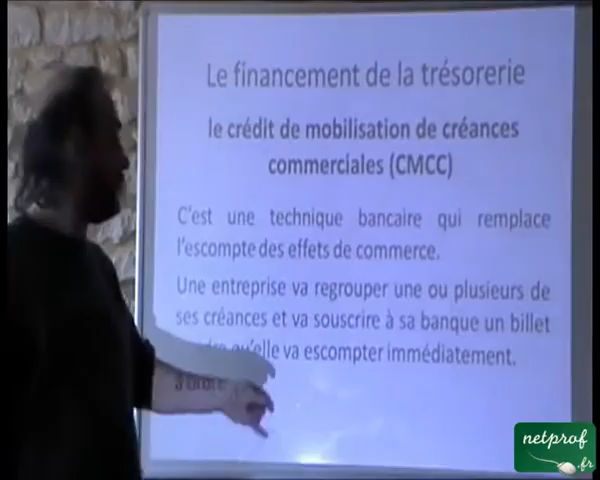 Le financement de la trésorerie
le crédit de mobilisation de créances
commerciales (CMCC)
C'est une technique bancaire qui remplace
l'escompte des effets de commerce.
Une entreprise va regrouper une ou plusieurs de
ses créances et va souscrire à sa banque un billet
à ordre qu'elle va escompter immédiatement.
netprof
.fr